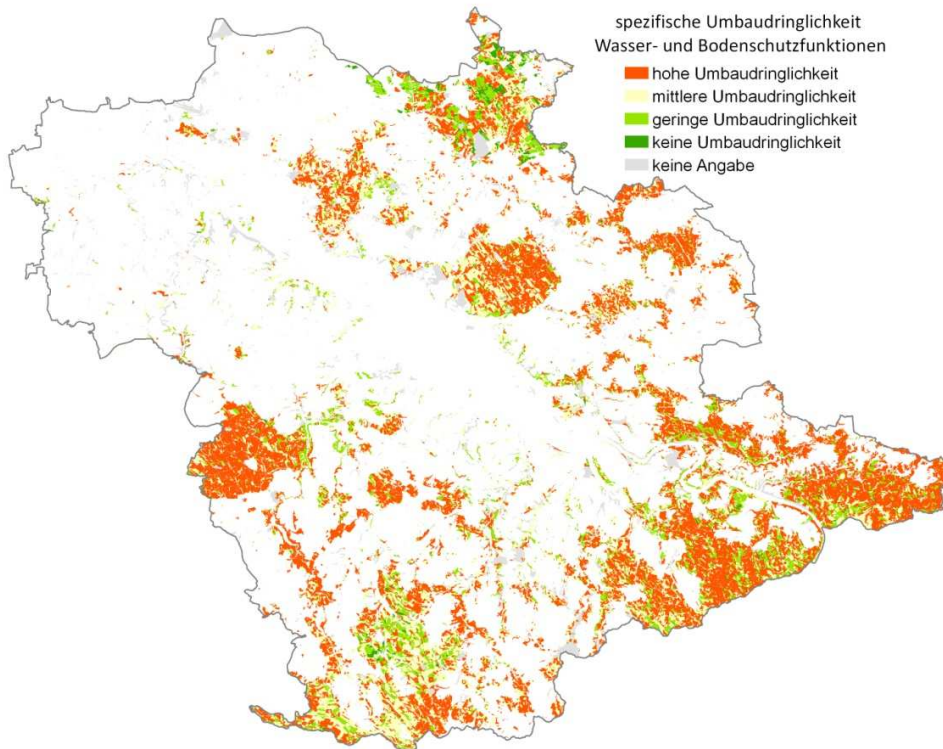 spezifische Umbaudringlichkeit
Wasser- und Bodenschutzfunktionen
hohe Umbaudringlichkeit
mittlere Umbaudringlichkeit
geringe Umbaudringlichkeit
keine Umbaudringlichkeit
keine Angabe